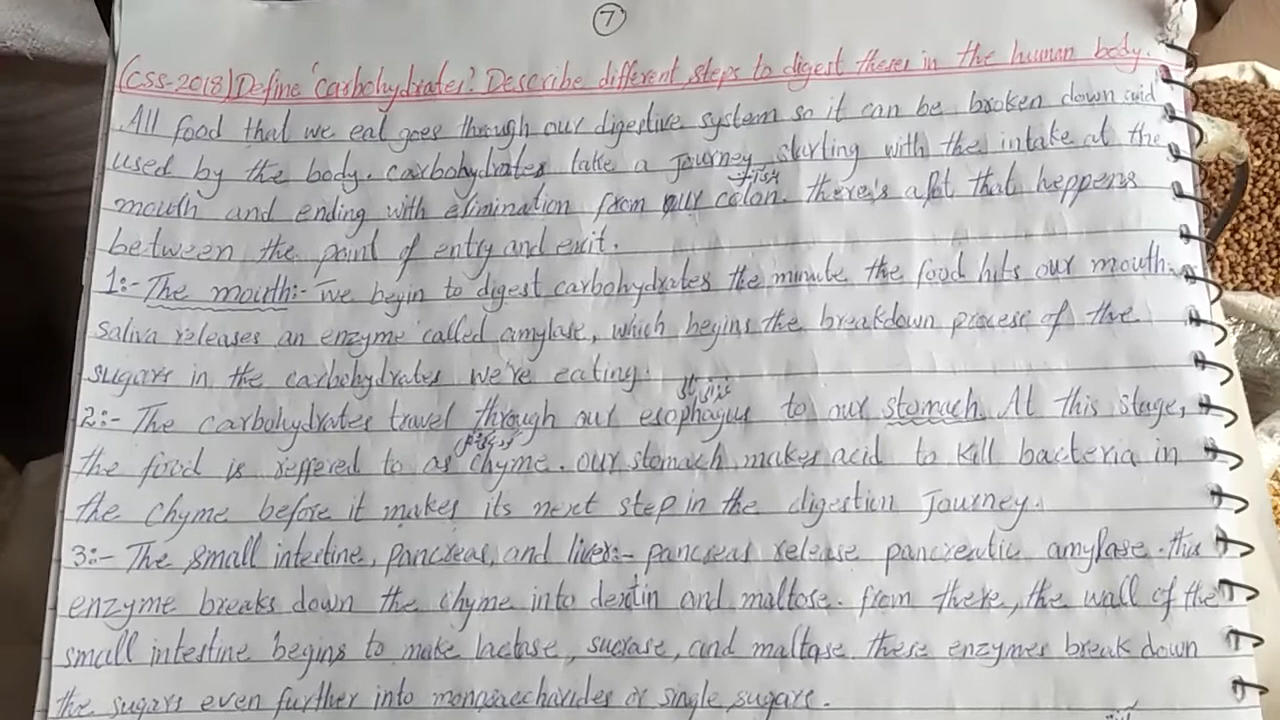 7
(CSS-2018) Define 'carbohydrates'? Describe different steps to digest theses in the human body.
All food that we eat goes through our digestive system so it can be broken down and
used by the body. carbohydrates take a journey starting with the intake at the
mouth and ending with elimination from our colon. there's alot that heppens
between the point of entry and exit.
1:- The mouth:- we begin to digest carbohydrates the minute the food hits our mouth.
saliva releases an enzyme called amylase, which begins the breakdown process of the
sugars in the carbohydrates we're eating.
2:- The carbohydrates travel through our esophagus to our stomach. At this stage,
the food is reffered to as chyme. our stomach makes acid to kill bacteria in
the chyme before it makes its next step in the digestion Journey.
3:- The small intestine, pancreas, and liver:- pancreas release pancreatic amylase. this
enzyme breaks down the chyme into dextin and maltose. from there, the wall of the
small intestine begins to make lactase, sucrase, and maltase. these enzymes break down
the sugars even further into monosaccharides or single sugars.